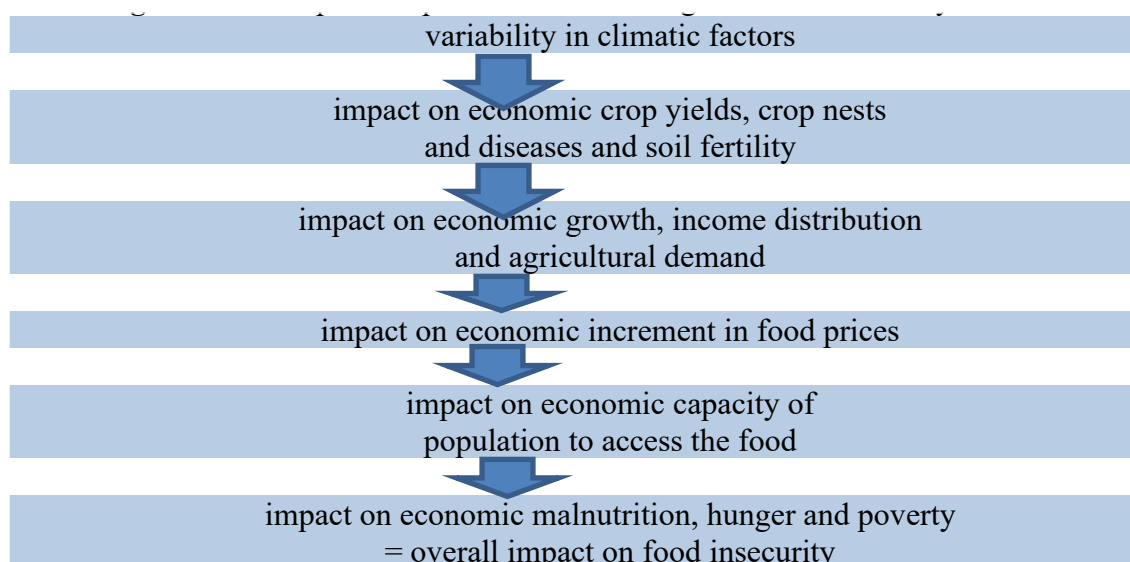 variability in climatic factors
impact on economic crop yields, crop nests
and diseases and soil fertility
impact on economic growth, income distribution
and agricultural demand
impact on economic increment in food prices
impact on economic capacity of
population to access the food
impact on economic malnutrition, hunger and poverty
= overall impact on food insecurity